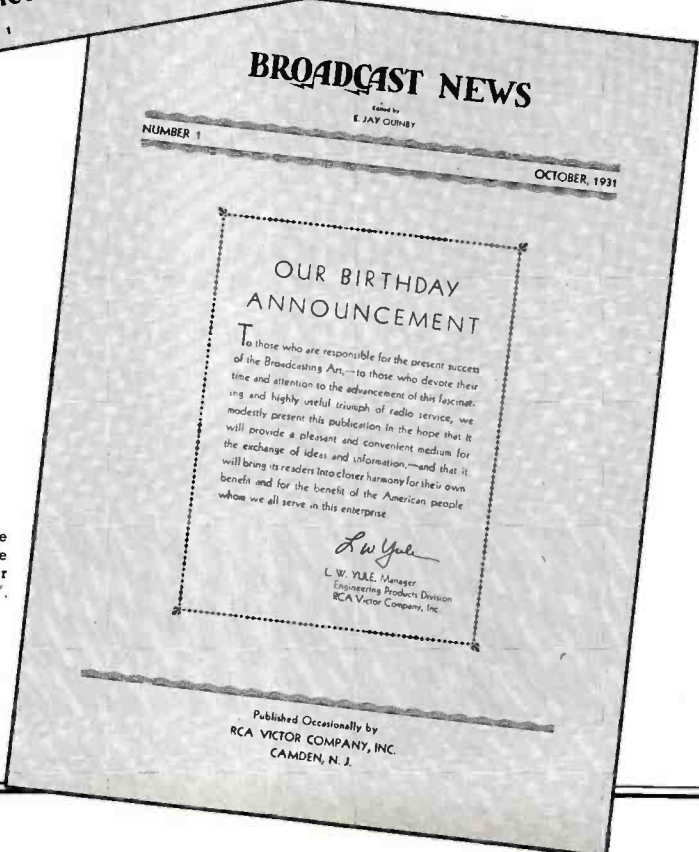 1
BROADCAST NEWS
Edited by
E. JAY QUINBY
NUMBER 1
OCTOBER, 1931
OUR BIRTHDAY
ANNOUNCEMENT
To those who are responsible for the present success
of the Broadcasting Art,—to those who devote their
time and attention to the advancement of this fascinat-
ing and highly useful triumph of radio service, we
modestly present this publication in the hope that it
will provide a pleasant and convenient medium for
the exchange of ideas and information,—and that it
will bring its readers into closer harmony for their own
benefit and for the benefit of the American people
whom we all serve in this enterprise
L W Yule
L. W. YULE, Manager
Engineering Products Division
RCA Victor Company, Inc.
Published Occasionally by
RCA VICTOR COMPANY, INC.
CAMDEN, N. J.